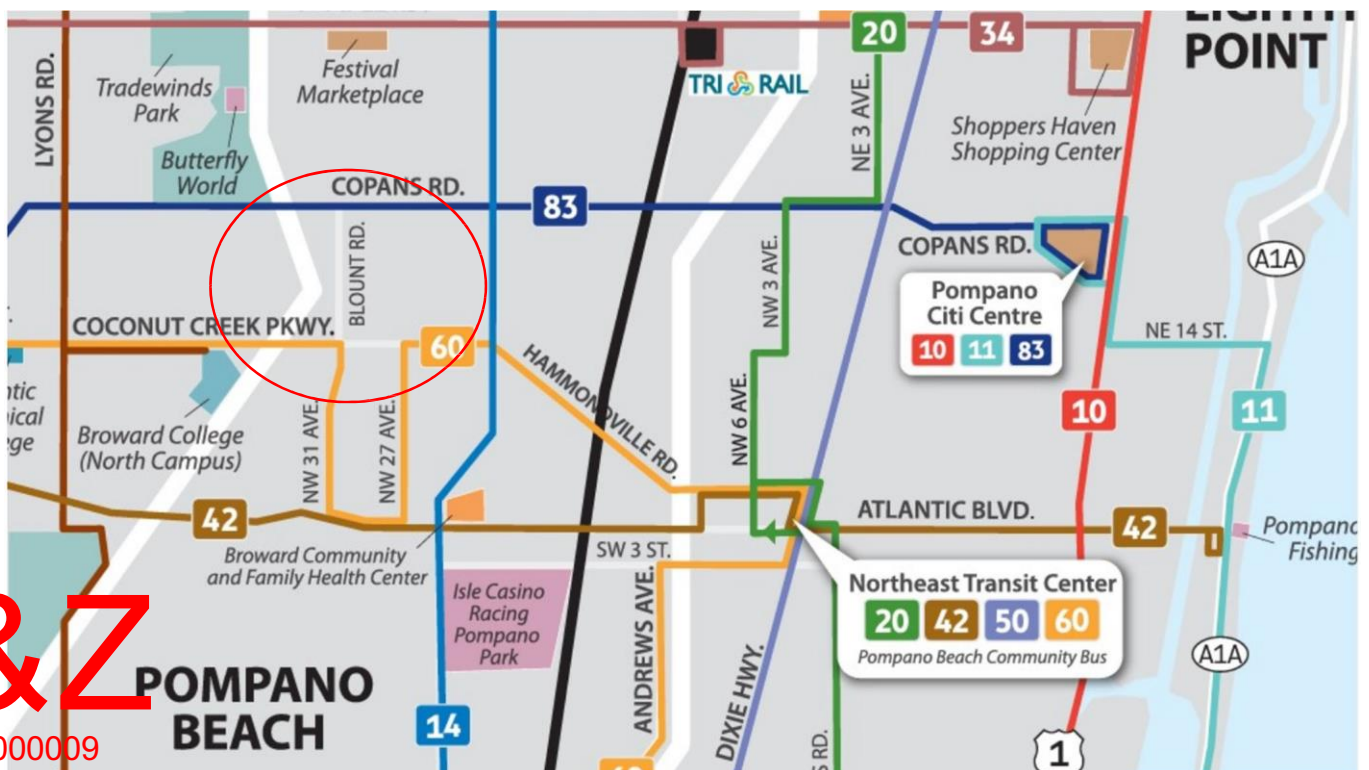 POINT
20
34
LYONS RD.
Tradewinds
Park
Festival
Marketplace
TRI RAIL
NE 3 AVE.
Shoppers Haven
Shopping Center
Butterfly
World
COPANS RD.
83
BLOUNT RD.
NW 3 AVE.
COPANS RD.
A1A
Pompano
Citi Centre
10 11 83
COCONUT CREEK PKWY.
60
NE 14 ST.
HAMMONDVILLE RD.
NW 6 AVE.
10
11
Broward College
(North Campus)
NW 31 AVE.
NW 27 AVE.
42
ATLANTIC BLVD.
42
Pompano
Fishing
Broward Community
and Family Health Center
SW 3 ST.
Isle Casino
Racing
Pompano
Park
ANDREWS AVE.
Northeast Transit Center
20 42 50 60
Pompano Beach Community Bus
A1A
&Z
000009
POMPANO
BEACH
14
DIXIE HWY.
RD.
1